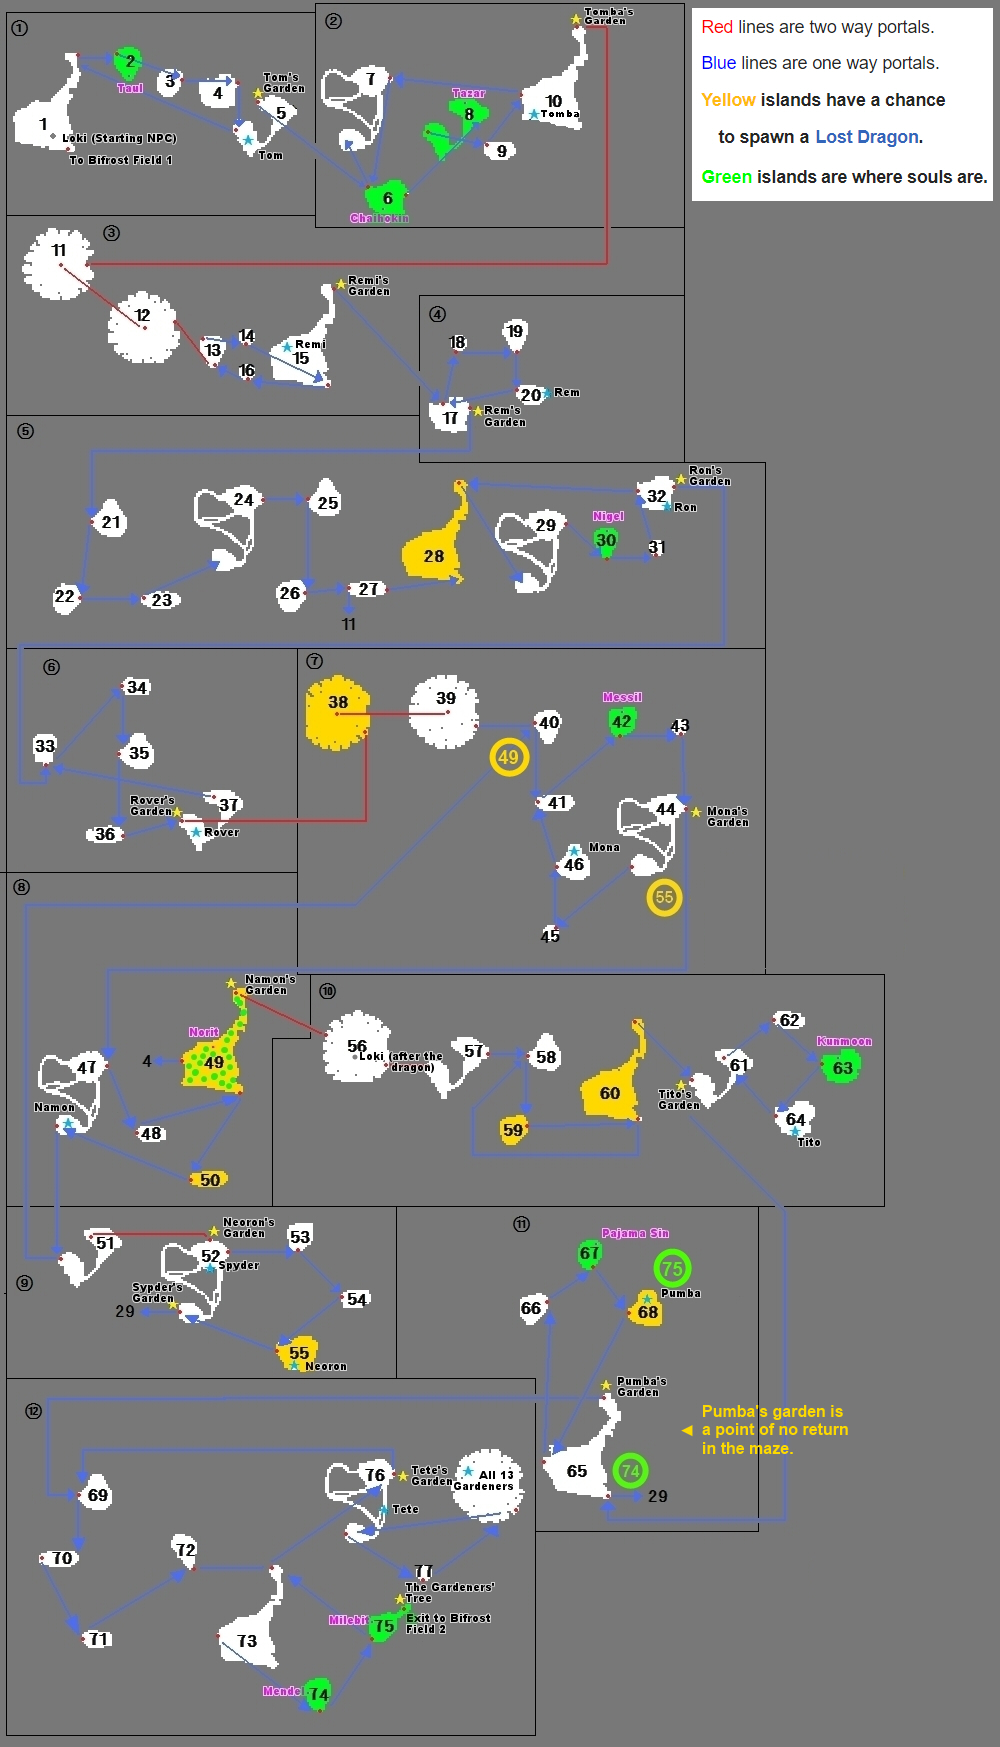 Red lines are two way portals.
Blue lines are one way portals.
Yellow islands have a chance
to spawn a Lost Dragon.
Green islands are where souls are.
1
2
Taul
3
4
Tom's
Garden
5
1
Loki (Starting NPC)
To Bifrost Field 1
Tom
2
Tomba's
Garden
7
Tazar
8
10
Tomba
9
6
Chaihokin
3
11
12
Remi's
Garden
13
14
Remi
15
16
4
18
19
20
Rem
17
Rem's
Garden
5
21
22
23
24
25
26
27
11
28
29
Nigel
30
31
32
Ron's
Garden
Ron
6
34
33
35
Rover's
Garden
37
Rover
36
7
38
39
40
49
Messil
42
43
41
44
Mona's
Garden
Mona
46
55
45
8
Namon's
Garden
Norit
4
49
47
Namon
48
50
10
56
Loki (after the
dragon)
57
58
59
60
Tito's
Garden
61
62
Kunmoon
63
64
Tito
9
51
Neoron's
Garden
52
Spyder
53
Sypder's
Garden
29
54
55
Neoron
11
Pajama Sin
67
75
Pumba
66
68
Pumba's
Garden
65
74
29
Pumba's garden is
◄ a point of no return
in the maze.
12
69
70
71
72
73
76
Tete's
Garden
Tete
All 13
Gardeners
77
The Gardeners'
Tree
Milebit
75
Exit to Bifrost
Field 2
74